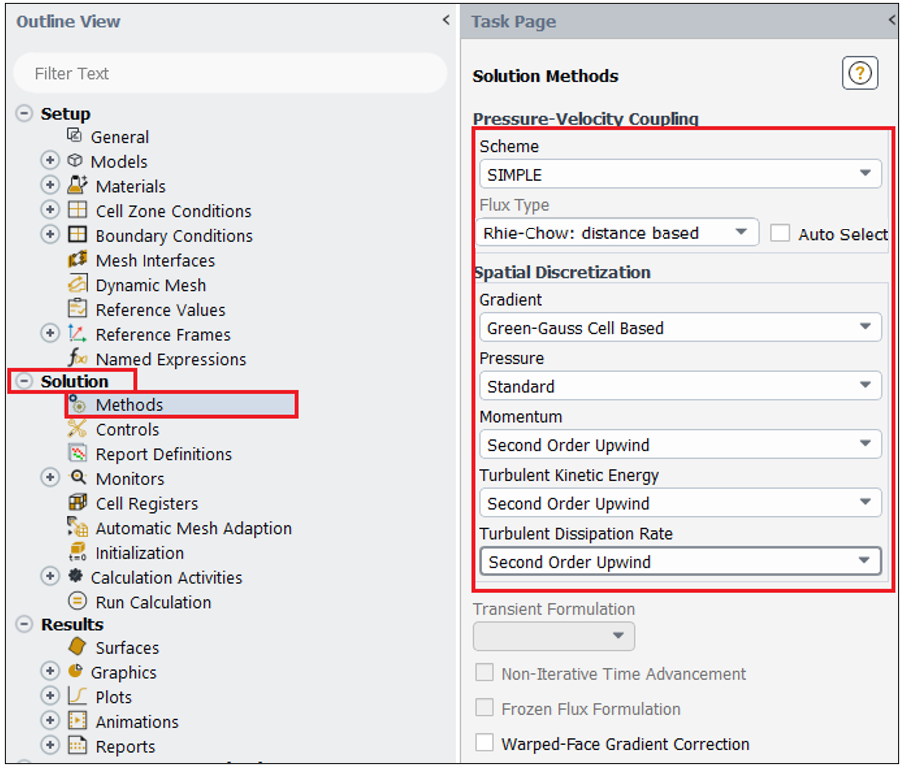 Outline View
Filter Text
Setup
General
Models
Materials
Cell Zone Conditions
Boundary Conditions
Mesh Interfaces
Dynamic Mesh
Reference Values
Reference Frames
Named Expressions
Solution
Methods
Controls
Report Definitions
Monitors
Cell Registers
Automatic Mesh Adaption
Initialization
Calculation Activities
Run Calculation
Results
Surfaces
Graphics
Plots
Animations
Reports
Task Page
Solution Methods
Pressure-Velocity Coupling
Scheme
SIMPLE
Flux Type
Rhie-Chow: distance based
Auto Select
Spatial Discretization
Gradient
Green-Gauss Cell Based
Pressure
Standard
Momentum
Second Order Upwind
Turbulent Kinetic Energy
Second Order Upwind
Turbulent Dissipation Rate
Second Order Upwind
Transient Formulation
Non-Iterative Time Advancement
Frozen Flux Formulation
Warped-Face Gradient Correction